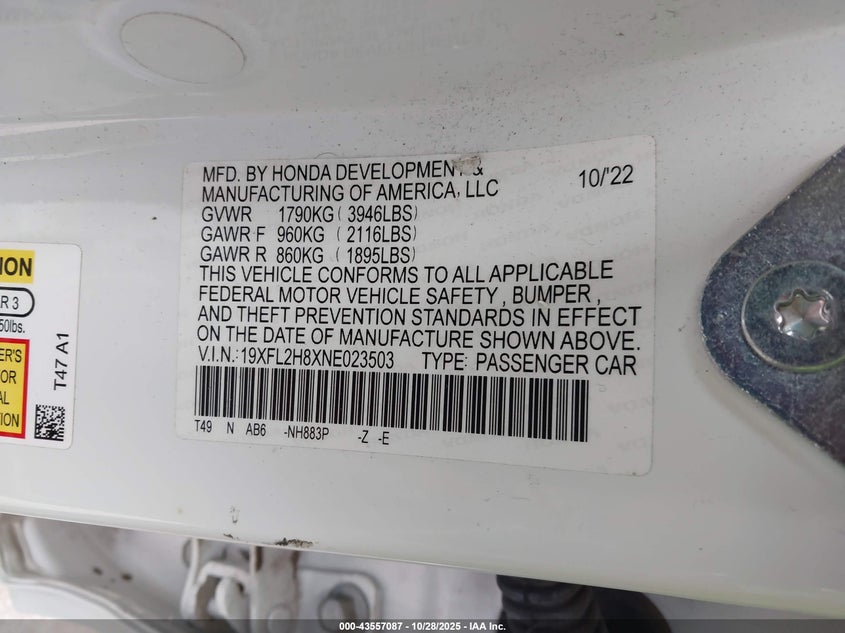 MFD. BY HONDA DEVELOPMENT & 10/'22
MANUFACTURING OF AMERICA, LLC
GVWR 1790KG ( 3946LBS)
GAWR F 960KG ( 2116LBS)
GAWR R 860KG ( 1895LBS)
THIS VEHICLE CONFORMS TO ALL APPLICABLE
FEDERAL MOTOR VEHICLE SAFETY , BUMPER ,
AND THEFT PREVENTION STANDARDS IN EFFECT
ON THE DATE OF MANUFACTURE SHOWN ABOVE.
V.I.N.:19XFL2H8XNE023503 TYPE: PASSENGER CAR
T49 N AB6 -NH883P -Z -E
R 3
50lbs.
T47 A1
000-43557087 - 10/28/2025 - IAA Inc.